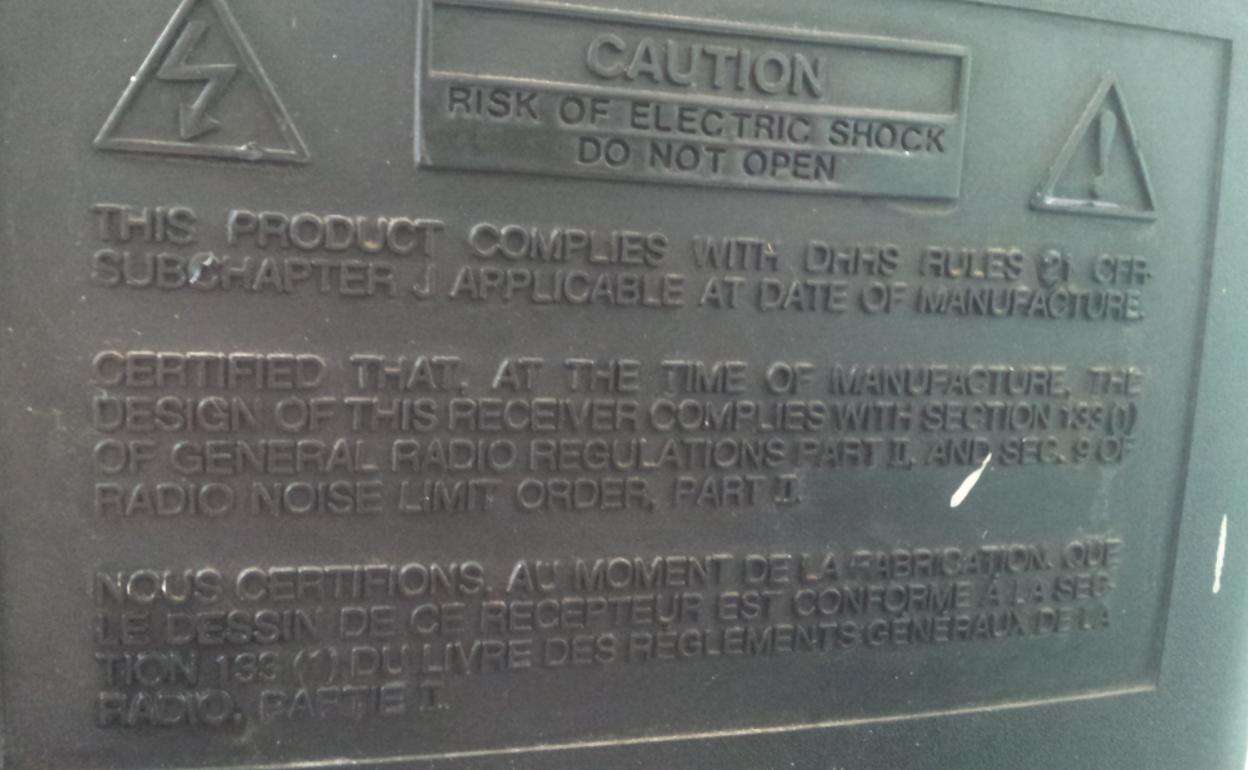 CAUTION
RISK OF ELECTRIC SHOCK
DO NOT OPEN
THIS PRODUCT COMPLIES WITH DHHS RULES 21 CFR
SUBCHAPTER J APPLICABLE AT DATE OF MANUFACTURE.
CERTIFIED THAT, AT THE TIME OF MANUFACTURE, THE
DESIGN OF THIS RECEIVER COMPLIES WITH SECTION 133 (1)
OF GENERAL RADIO REGULATIONS PART II, AND SEC. 9 OF
RADIO NOISE LIMIT ORDER, PART II.
NOUS CERTIFIONS, AU MOMENT DE LA FABRICATION, QUE
LE DESSIN DE CE RÉCEPTEUR EST CONFORME À LA SEC-
TION 133 (1) DU LIVRE DES RÉGLEMENTS GÉNÉRAUX DE LA
RADIO, PARTIE II.